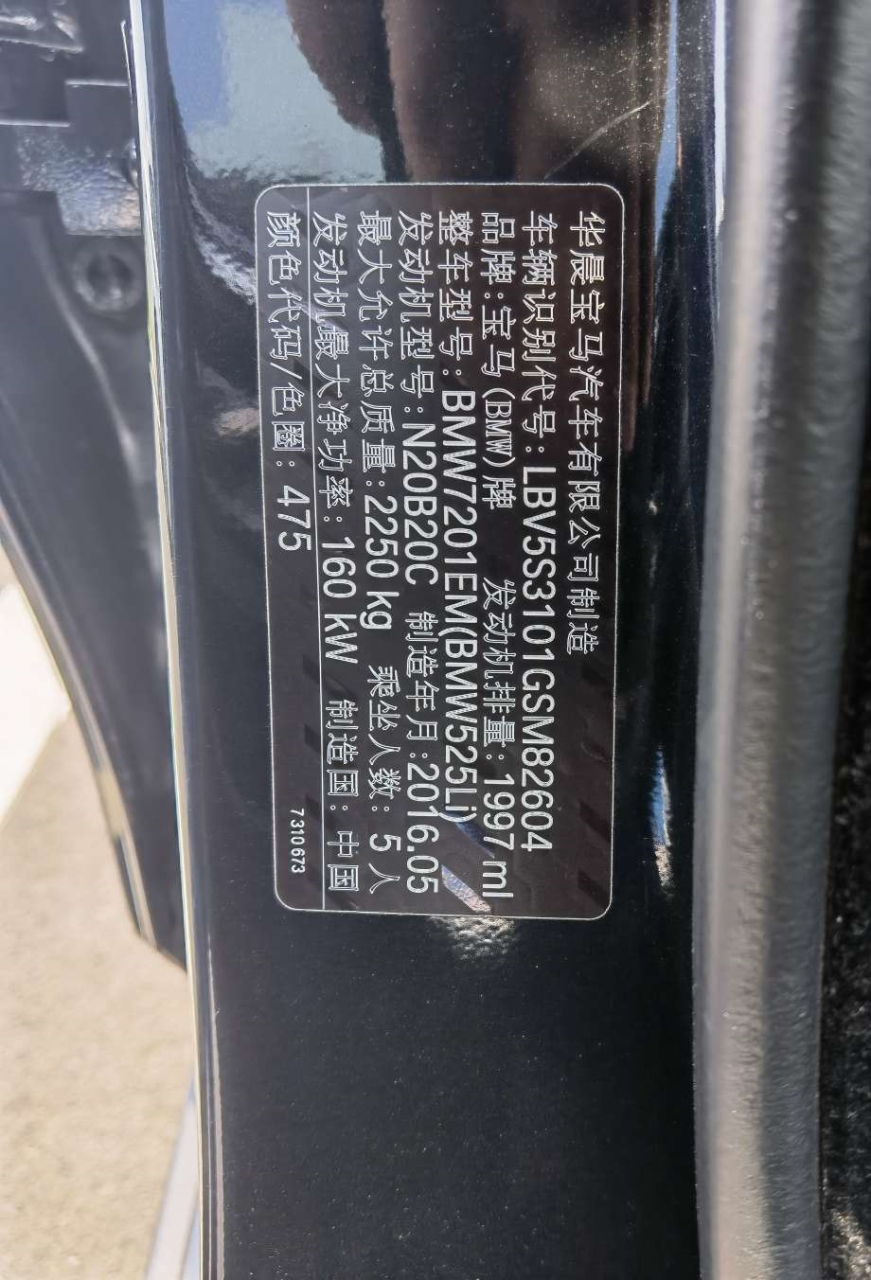 华晨宝马汽车有限公司制造
车辆识别代号:LBV5S3101GSM82604
品牌:宝马(BMW)牌 发动机排量:1997 ml
整车型号:BMW7201EM(BMW525Li)
发动机型号:N20B20C 制造年月:2016.05
最大允许总质量:2250 kg 乘坐人数: 5 人
发动机最大净功率:160 kW 制造国: 中国
颜色代码/色圈: 475
7 310 673